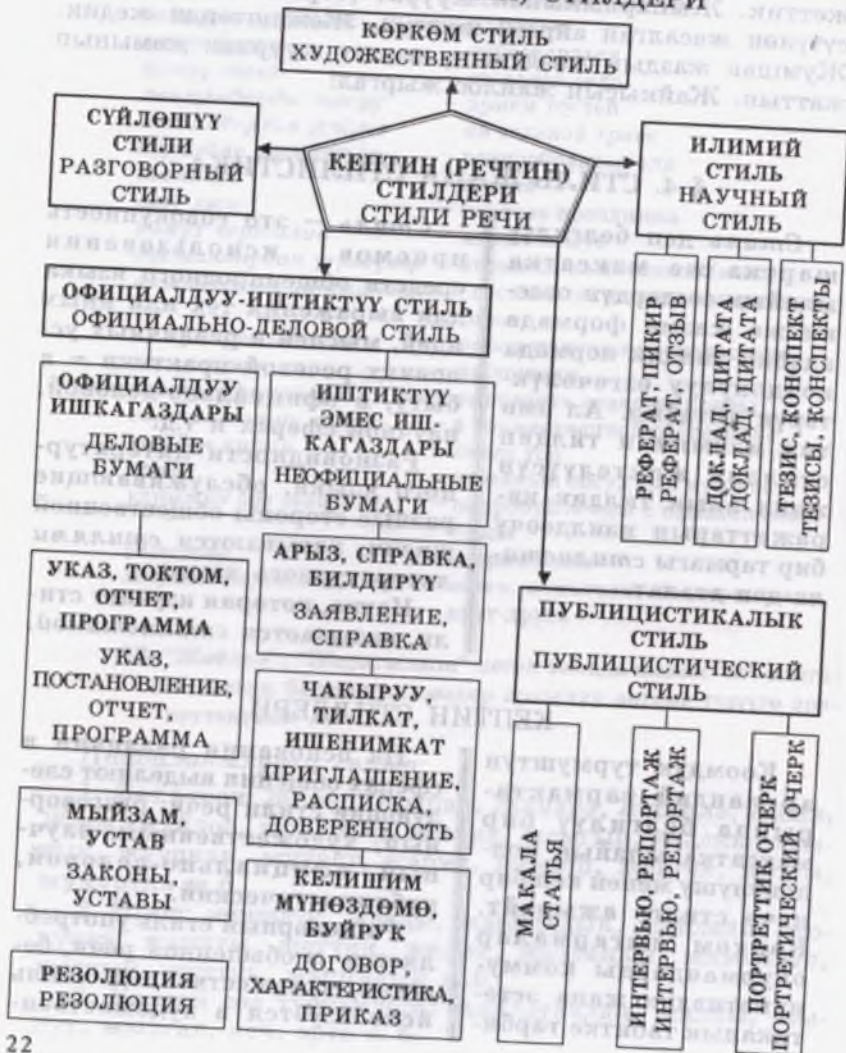 КӨРКӨМ СТИЛЬ
ХУДОЖЕСТВЕННЫЙ СТИЛЬ
СҮЙЛӨШҮҮ
СТИЛИ
РАЗГОВОРНЫЙ
СТИЛЬ
КЕПТИН (РЕЧТИН)
СТИЛДЕРИ
СТИЛИ РЕЧИ
ИЛИМИЙ
СТИЛЬ
НАУЧНЫЙ
СТИЛЬ
РЕФЕРАТ, ПИКИР
РЕФЕРАТ, ОТЗЫВ
ДОКЛАД, ЦИТАТА
ДОКЛАД, ЦИТАТА
ТЕЗИС, КОНСПЕКТ
ТЕЗИСЫ, КОНСПЕКТЫ
ОФИЦИАЛДУУ-ИШТИКТҮҮ СТИЛЬ
ОФИЦИАЛЬНО-ДЕЛОВОЙ СТИЛЬ
ОФИЦИАЛДУУ
ИШКАГАЗДАРЫ
ДЕЛОВЫЕ
БУМАГИ
УКАЗ, ТОКТОМ,
ОТЧЕТ,
ПРОГРАММА
УКАЗ,
ПОСТАНОВЛЕНИЕ,
ОТЧЕТ,
ПРОГРАММА
МЫЙЗАМ,
УСТАВ
ЗАКОНЫ,
УСТАВЫ
РЕЗОЛЮЦИЯ
РЕЗОЛЮЦИЯ
ИШТИКТҮҮ
ЭМЕС ИШ-
КАГАЗДАРЫ
НЕОФИЦИАЛЬНЫЕ
БУМАГИ
АРЫЗ, СПРАВКА,
БИЛДИРҮҮ
ЗАЯВЛЕНИЕ,
СПРАВКА
ЧАКЫРУУ,
ТИЛКАТ,
ИШЕНИМКАТ
ПРИГЛАШЕНИЕ,
РАСПИСКА,
ДОВЕРЕННОСТЬ
КЕЛИШИМ
МҮНӨЗДӨМӨ,
БУЙРУК
ДОГОВОР,
ХАРАКТЕРИСТИКА,
ПРИКАЗ
ПУБЛИЦИСТИКАЛЫК
СТИЛЬ
ПУБЛИЦИСТИЧЕСКИЙ
СТИЛЬ
МАКАЛА
СТАТЬЯ
ИНТЕРВЬЮ, РЕПОРТАЖ
ИНТЕРВЬЮ, РЕПОРТАЖ
ПОРТРЕТТИК ОЧЕРК
ПОРТРЕТИЧЕСКИЙ ОЧЕРК
22